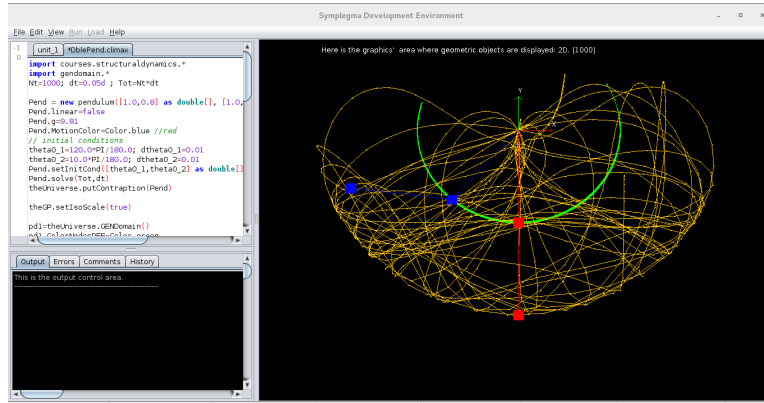 Symplegma Development Environment
File Edit View Run Load Help
unit_1 *DblePend.climax
-1
0
import courses.structuraldynamics.*
import gendomain.*
Nt=1000; dt=0.05d ; Tot=Nt*dt
Pend = new pendulum([1.0,0.8] as double[], [1.0,
Pend.linear=false
Pend.g=9.81
Pend.MotionColor=Color.blue //red
// initial conditions
theta0_1=120.0*PI/180.0; dtheta0_1=0.01
theta0_2=10.0*PI/180.0; dtheta0_2=0.01
Pend.setInitCond([theta0_1,theta0_2] as double[]
Pend.solve(Tot,dt)
theUniverse.putContraption(Pend)
theGP.setIsoScale(true)
pd1=theUniverse.GENDomain()
Output Errors Comments History
This is the output control area.
Here is the graphics' area where geometric objects are displayed: 2D. [1000]
Y
X